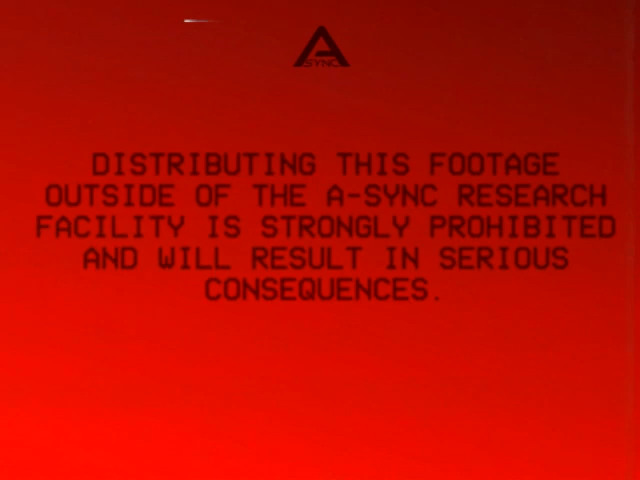 A
SYNC
DISTRIBUTING THIS FOOTAGE
OUTSIDE OF THE A-SYNC RESEARCH
FACILITY IS STRONGLY PROHIBITED
AND WILL RESULT IN SERIOUS
CONSEQUENCES.